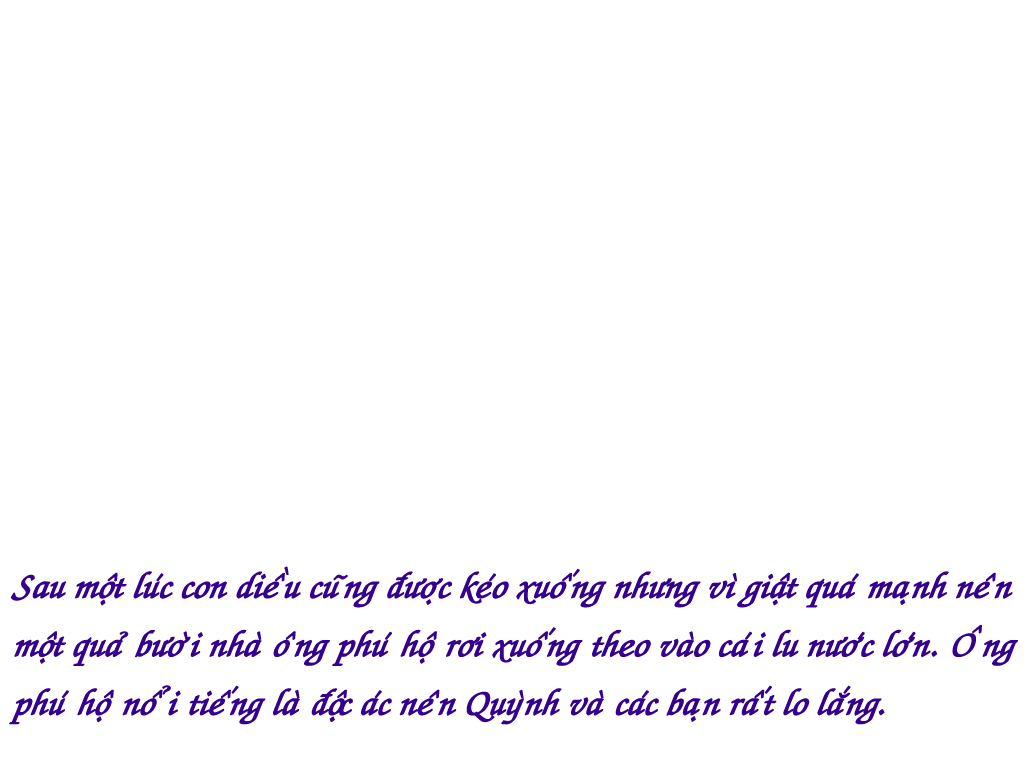 Sau một lúc con diều cũng được kéo xuống nhưng vì giật quá mạnh nên
một quả bưởi nhà ông phú hộ rơi xuống theo vào cái lu nước lớn. Ông
phú hộ nổi tiếng là độc ác nên Quỳnh và các bạn rất lo lắng.